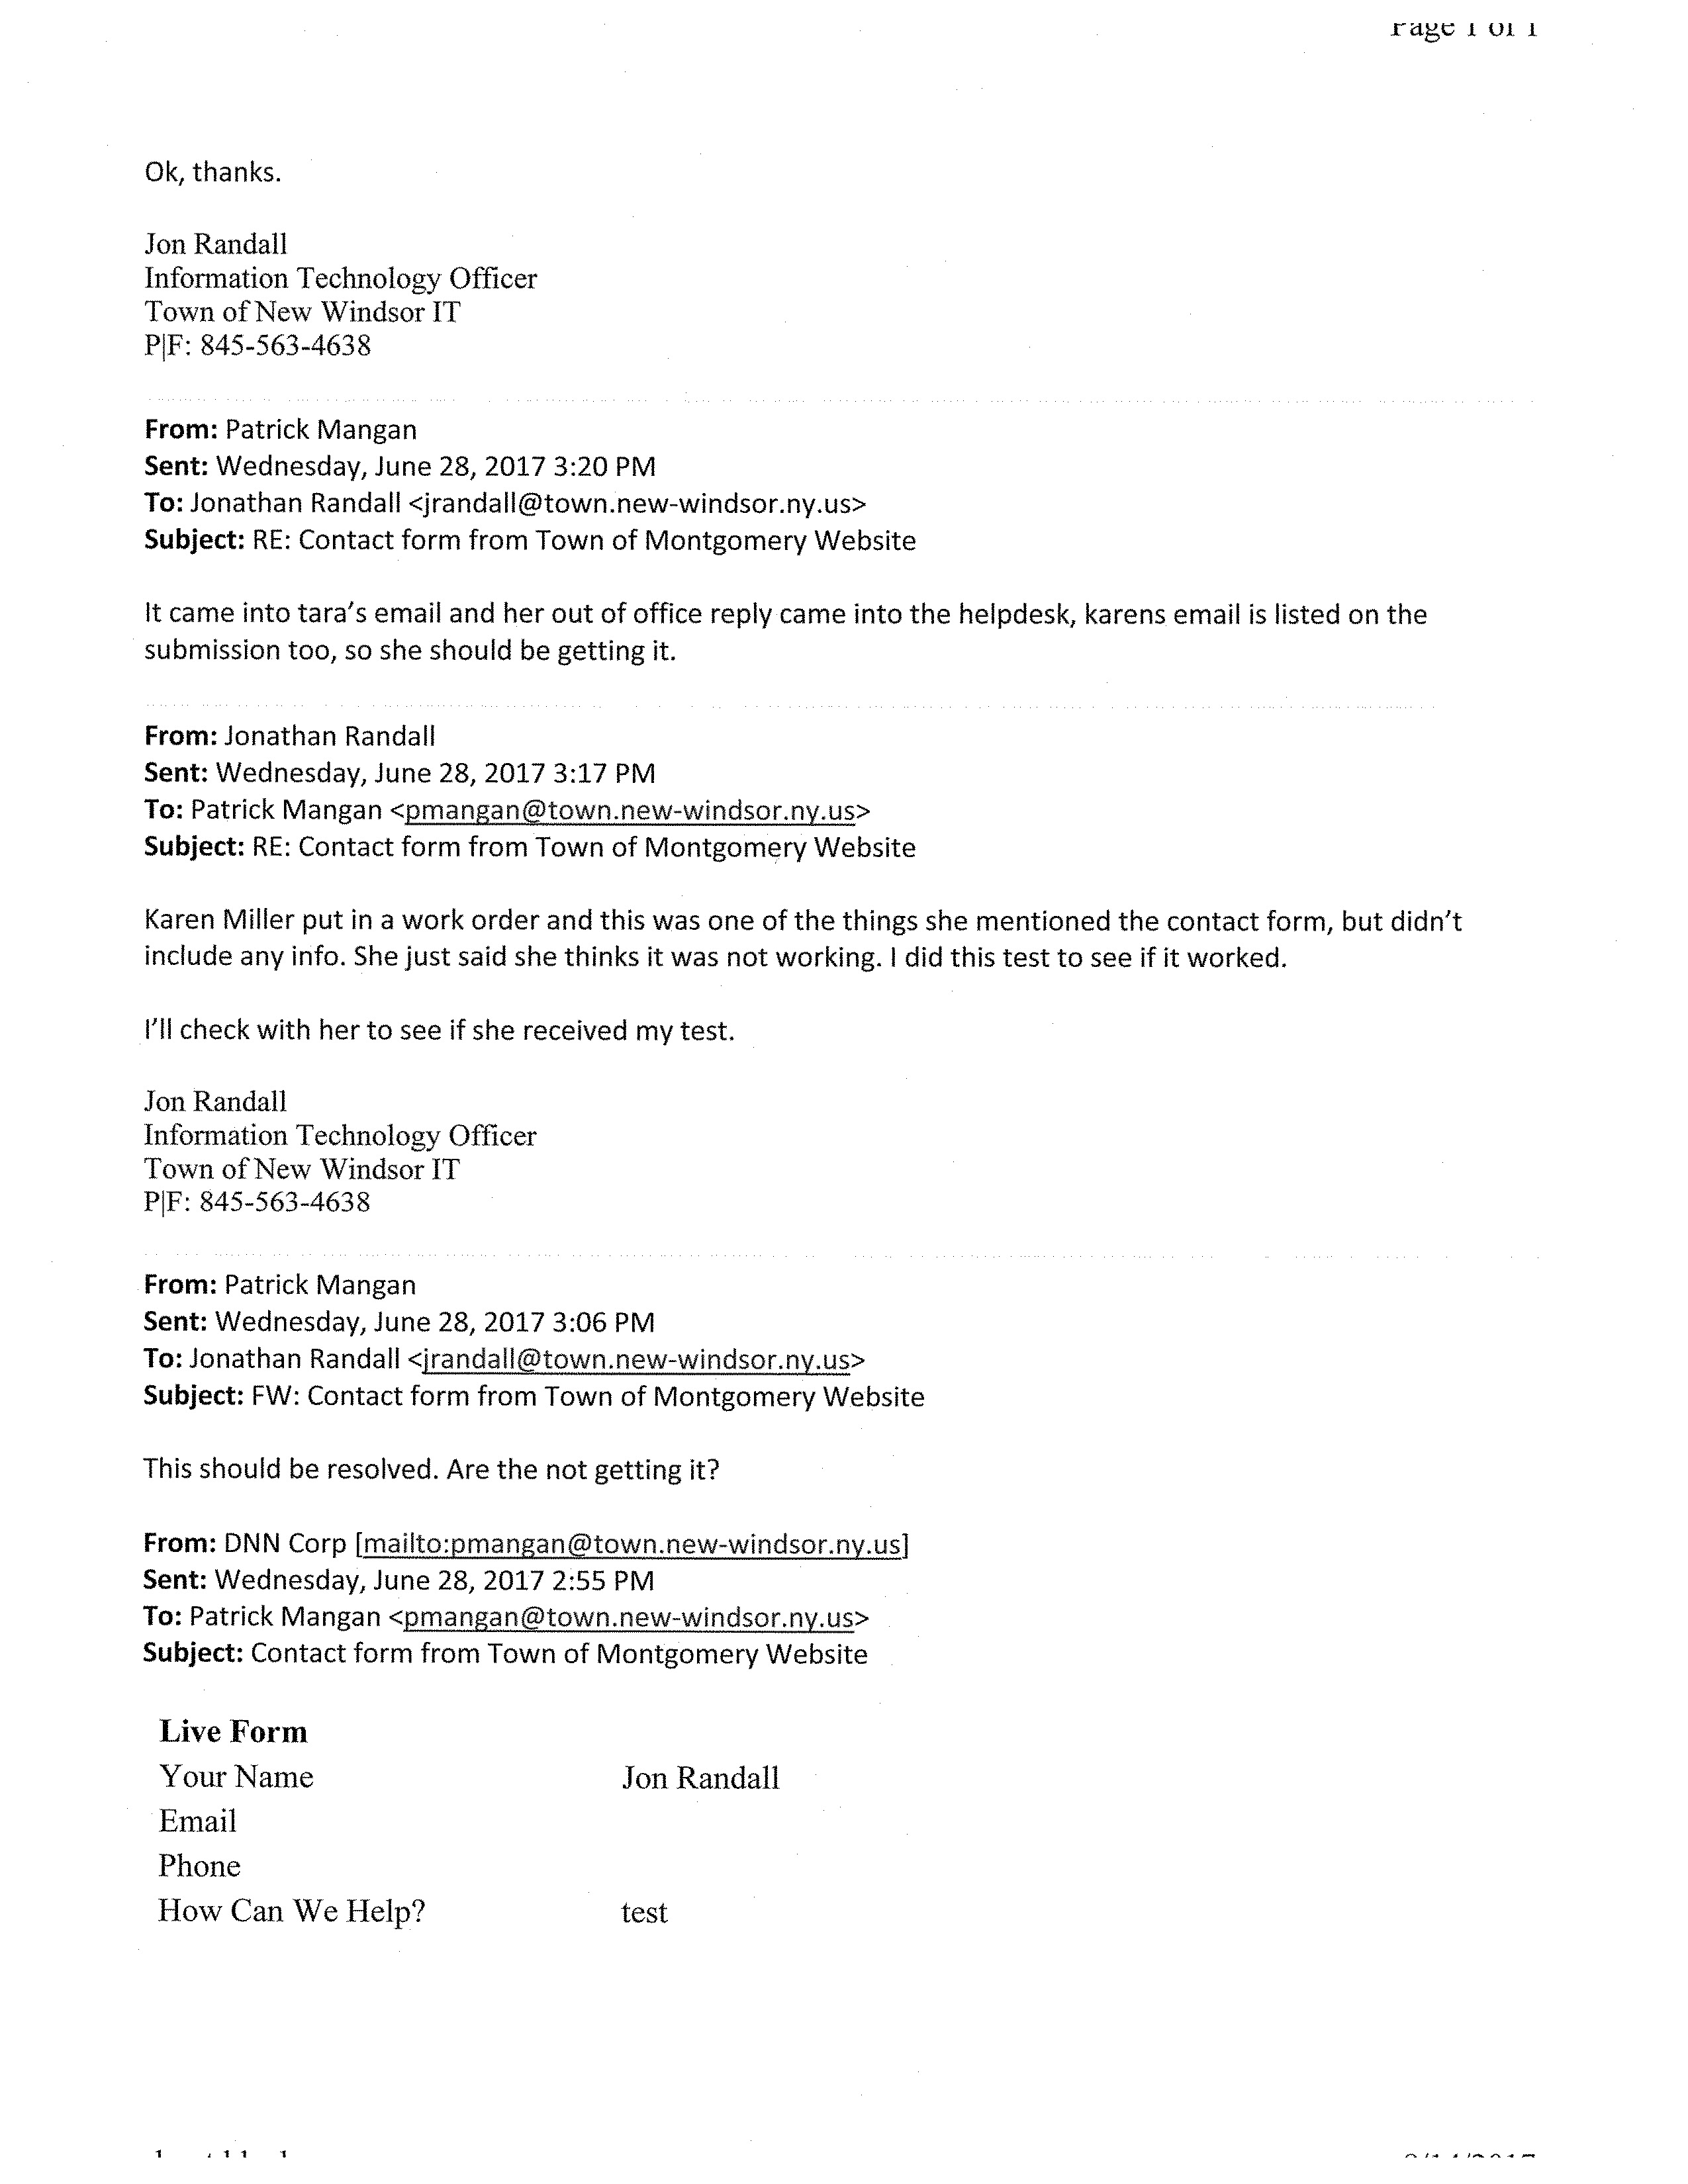 Page 1 of 1
Ok, thanks.
Jon Randall
Information Technology Officer
Town of New Windsor IT
P|F: 845-563-4638
From: Patrick Mangan
Sent: Wednesday, June 28, 2017 3:20 PM
To: Jonathan Randall <jrandall@town.new-windsor.ny.us>
Subject: RE: Contact form from Town of Montgomery Website
It came into tara's email and her out of office reply came into the helpdesk, karens email is listed on the
submission too, so she should be getting it.
From: Jonathan Randall
Sent: Wednesday, June 28, 2017 3:17 PM
To: Patrick Mangan <pmangan@town.new-windsor.ny.us>
Subject: RE: Contact form from Town of Montgomery Website
Karen Miller put in a work order and this was one of the things she mentioned the contact form, but didn't
include any info. She just said she thinks it was not working. I did this test to see if it worked.
I'll check with her to see if she received my test.
Jon Randall
Information Technology Officer
Town of New Windsor IT
P|F: 845-563-4638
From: Patrick Mangan
Sent: Wednesday, June 28, 2017 3:06 PM
To: Jonathan Randall <jrandall@town.new-windsor.ny.us>
Subject: FW: Contact form from Town of Montgomery Website
This should be resolved. Are the not getting it?
From: DNN Corp [mailto:pmangan@town.new-windsor.ny.us]
Sent: Wednesday, June 28, 2017 2:55 PM
To: Patrick Mangan <pmangan@town.new-windsor.ny.us>
Subject: Contact form from Town of Montgomery Website
Live Form
Your Name Jon Randall
Email
Phone
How Can We Help? test